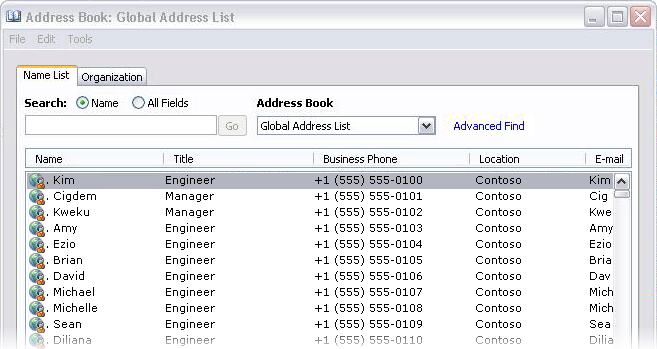 Address Book: Global Address List
File Edit Tools
Name List Organization
Search: Name All Fields Address Book
Go Global Address List Advanced Find
Name Title Business Phone Location E-mail
. Kim Engineer +1 (555) 555-0100 Contoso Kim
. Cigdem Manager +1 (555) 555-0101 Contoso Cig
. Kweku Manager +1 (555) 555-0102 Contoso Kwe
. Amy Engineer +1 (555) 555-0103 Contoso Amy
. Ezio Engineer +1 (555) 555-0104 Contoso Ezio
. Brian Engineer +1 (555) 555-0105 Contoso Bria
. David Engineer +1 (555) 555-0106 Contoso Dav
. Michael Engineer +1 (555) 555-0107 Contoso Mich
. Michelle Engineer +1 (555) 555-0108 Contoso Mich
. Sean Engineer +1 (555) 555-0109 Contoso Sea
. Diliana Engineer +1 (555) 555-0110 Contoso Dilia